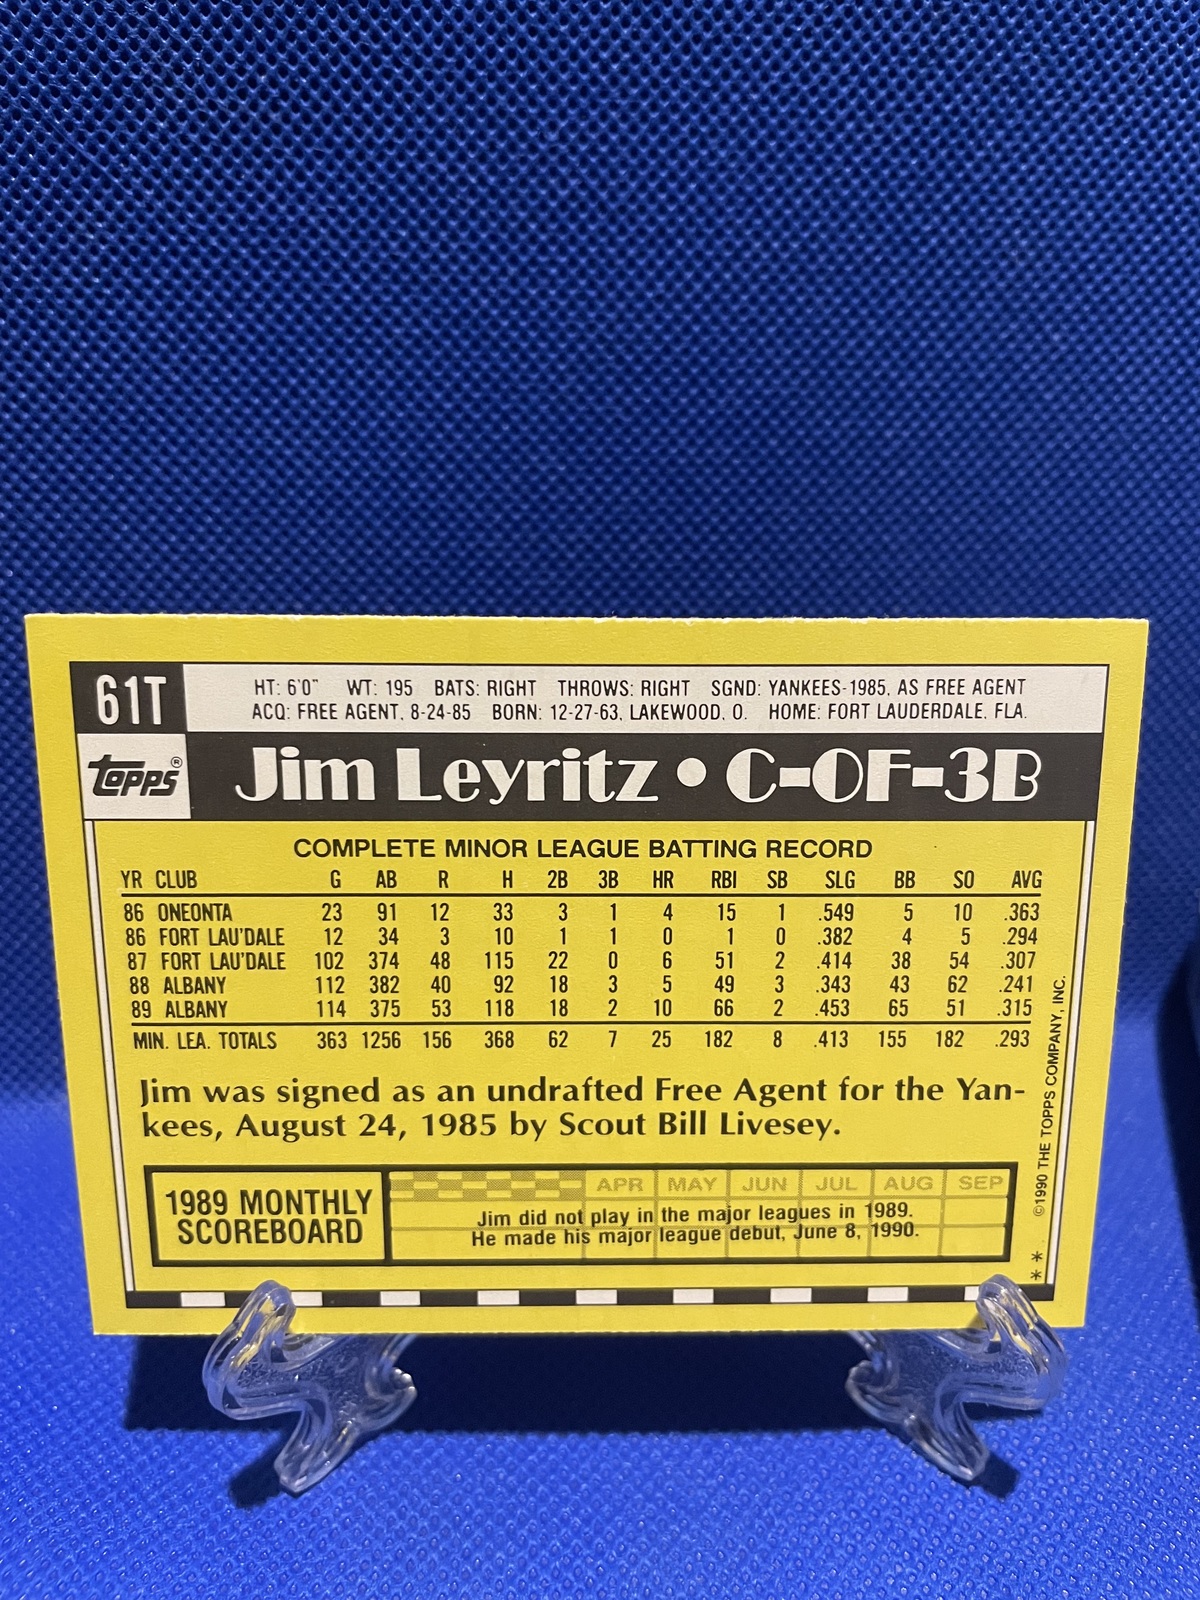 61T
HT: 6'0" WT: 195 BATS: RIGHT THROWS: RIGHT SGND: YANKEES-1985, AS FREE AGENT
ACQ: FREE AGENT, 8-24-85 BORN: 12-27-63, LAKEWOOD, O. HOME: FORT LAUDERDALE, FLA.
Topps®
Jim Leyritz • C-OF-3B
COMPLETE MINOR LEAGUE BATTING RECORD
YR CLUB G AB R H 2B 3B HR RBI SB SLG BB SO AVG
86 ONEONTA 23 91 12 33 3 1 4 15 1 .549 5 10 .363
86 FORT LAU'DALE 12 34 3 10 1 1 0 1 0 .382 4 5 .294
87 FORT LAU'DALE 102 374 48 115 22 0 6 51 2 .414 38 54 .307
88 ALBANY 112 382 40 92 18 3 5 49 3 .343 43 62 .241
89 ALBANY 114 375 53 118 18 2 10 66 2 .453 65 51 .315
MIN. LEA. TOTALS 363 1256 156 368 62 7 25 182 8 .413 155 182 .293
Jim was signed as an undrafted Free Agent for the Yan-
kees, August 24, 1985 by Scout Bill Livesey.
1989 MONTHLY
SCOREBOARD
APR MAY JUN JUL AUG SEP
Jim did not play in the major leagues in 1989.
He made his major league debut, June 8, 1990.
©1990 THE TOPPS COMPANY, INC.
* *